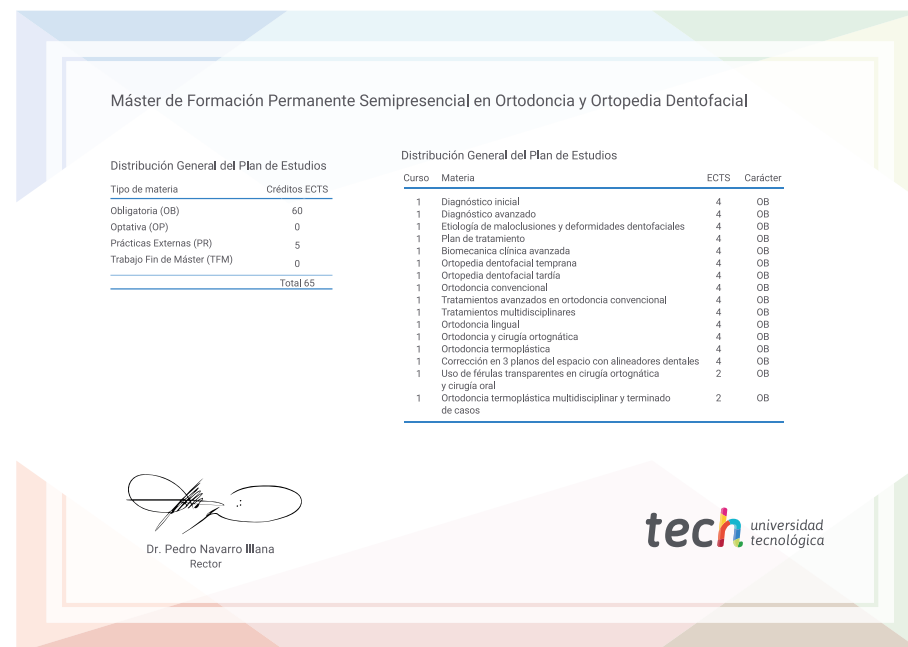 Máster de Formación Permanente Semipresencial en Ortodoncia y Ortopedia Dentofacial
Distribución General del Plan de Estudios
Tipo de materia Créditos ECTS
Obligatoria (OB) 60
Optativa (OP) 0
Prácticas Externas (PR) 5
Trabajo Fin de Máster (TFM) 0
Total 65
Distribución General del Plan de Estudios
Curso Materia ECTS Carácter
1 Diagnóstico inicial 4 OB
1 Diagnóstico avanzado 4 OB
1 Etiología de maloclusiones y deformidades dentofaciales 4 OB
1 Plan de tratamiento 4 OB
1 Biomecanica clínica avanzada 4 OB
1 Ortopedia dentofacial temprana 4 OB
1 Ortopedia dentofacial tardía 4 OB
1 Ortodoncia convencional 4 OB
1 Tratamientos avanzados en ortodoncia convencional 4 OB
1 Tratamientos multidisciplinares 4 OB
1 Ortodoncia lingual 4 OB
1 Ortodoncia y cirugía ortognática 4 OB
1 Ortodoncia termoplástica 4 OB
1 Corrección en 3 planos del espacio con alineadores dentales 4 OB
1 Uso de férulas transparentes en cirugía ortognática 2 OB
y cirugía oral
1 Ortodoncia termoplástica multidisciplinar y terminado 2 OB
de casos
Dr. Pedro Navarro Illana
Rector
tech universidad
tecnológica